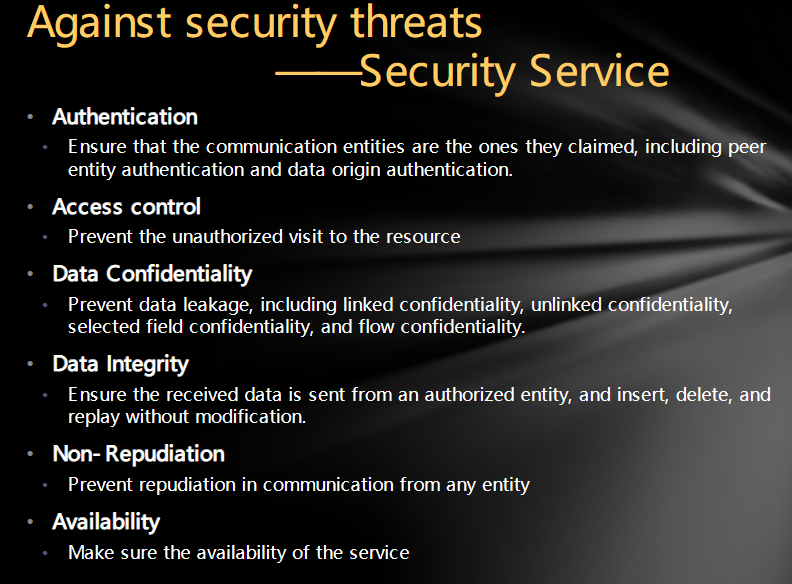 Against security threats
——Security Service
• Authentication
• Ensure that the communication entities are the ones they claimed, including peer
entity authentication and data origin authentication.
• Access control
• Prevent the unauthorized visit to the resource
• Data Confidentiality
• Prevent data leakage, including linked confidentiality, unlinked confidentiality,
selected field confidentiality, and flow confidentiality.
• Data Integrity
• Ensure the received data is sent from an authorized entity, and insert, delete, and
replay without modification.
• Non- Repudiation
• Prevent repudiation in communication from any entity
• Availability
• Make sure the availability of the service